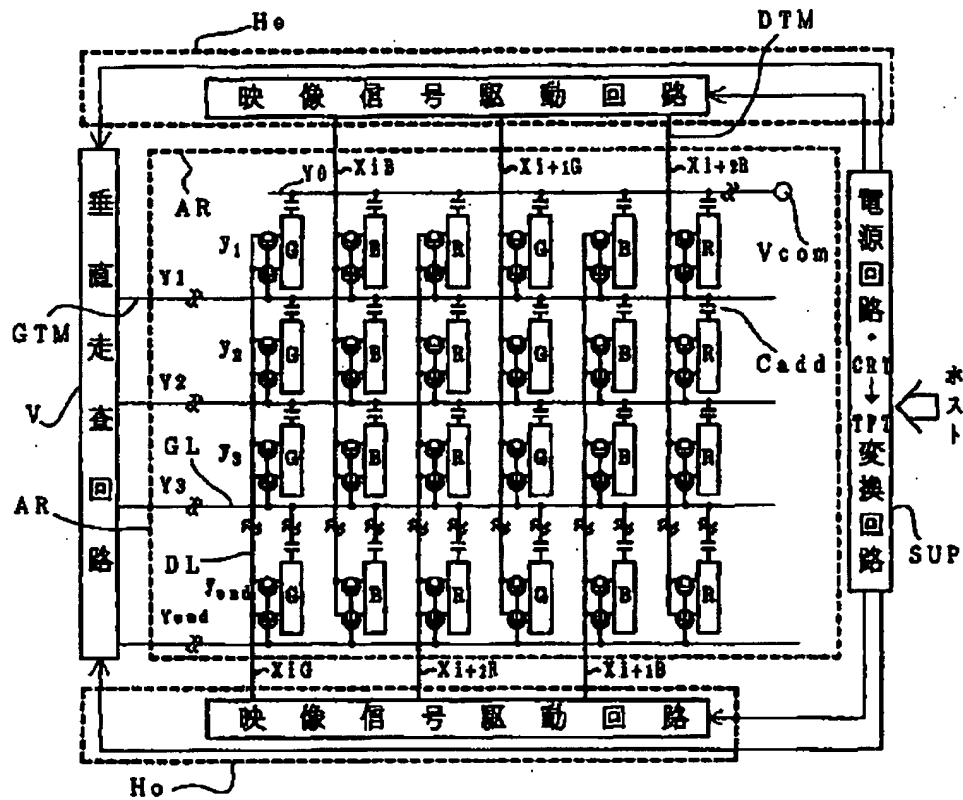 He
DTM
映像信号駆動回路
XiB
Xi+1G
Xi+2R
AR
Y0
Vcom
垂直走査回路
電源回路・CRT→TFT変換回路
y1
G
B
R
G
B
R
Y1
GTM
Cadd
y2
G
B
R
G
B
R
Y2
V
ホスト
y3
G
B
R
G
B
R
GL
Y3
AR
SUP
DL
yend
G
B
R
G
B
R
Yend
XiG
Xi+2R
Xi+1B
映像信号駆動回路
Ho